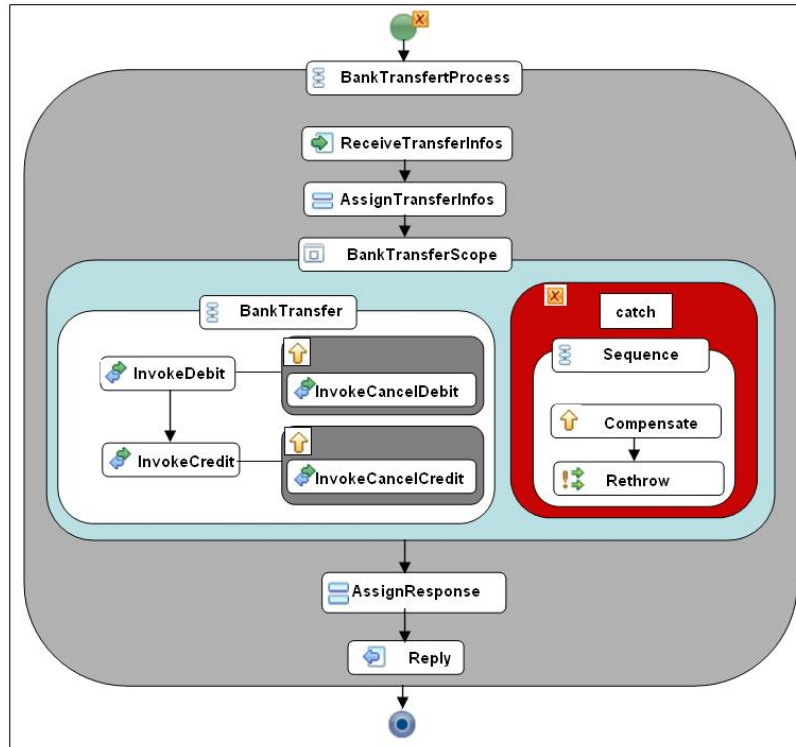 BankTransfertProcess
ReceiveTransferInfos
AssignTransferInfos
BankTransferScope
BankTransfer
InvokeDebit
InvokeCancelDebit
InvokeCredit
InvokeCancelCredit
catch
Sequence
Compensate
Rethrow
AssignResponse
Reply